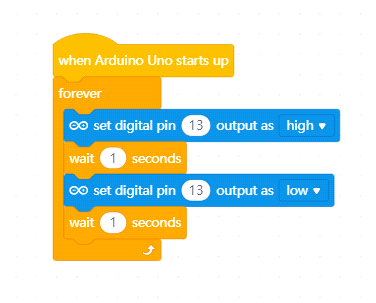 when Arduino Uno starts up
forever
set digital pin 13 output as high
wait 1 seconds
set digital pin 13 output as low
wait 1 seconds